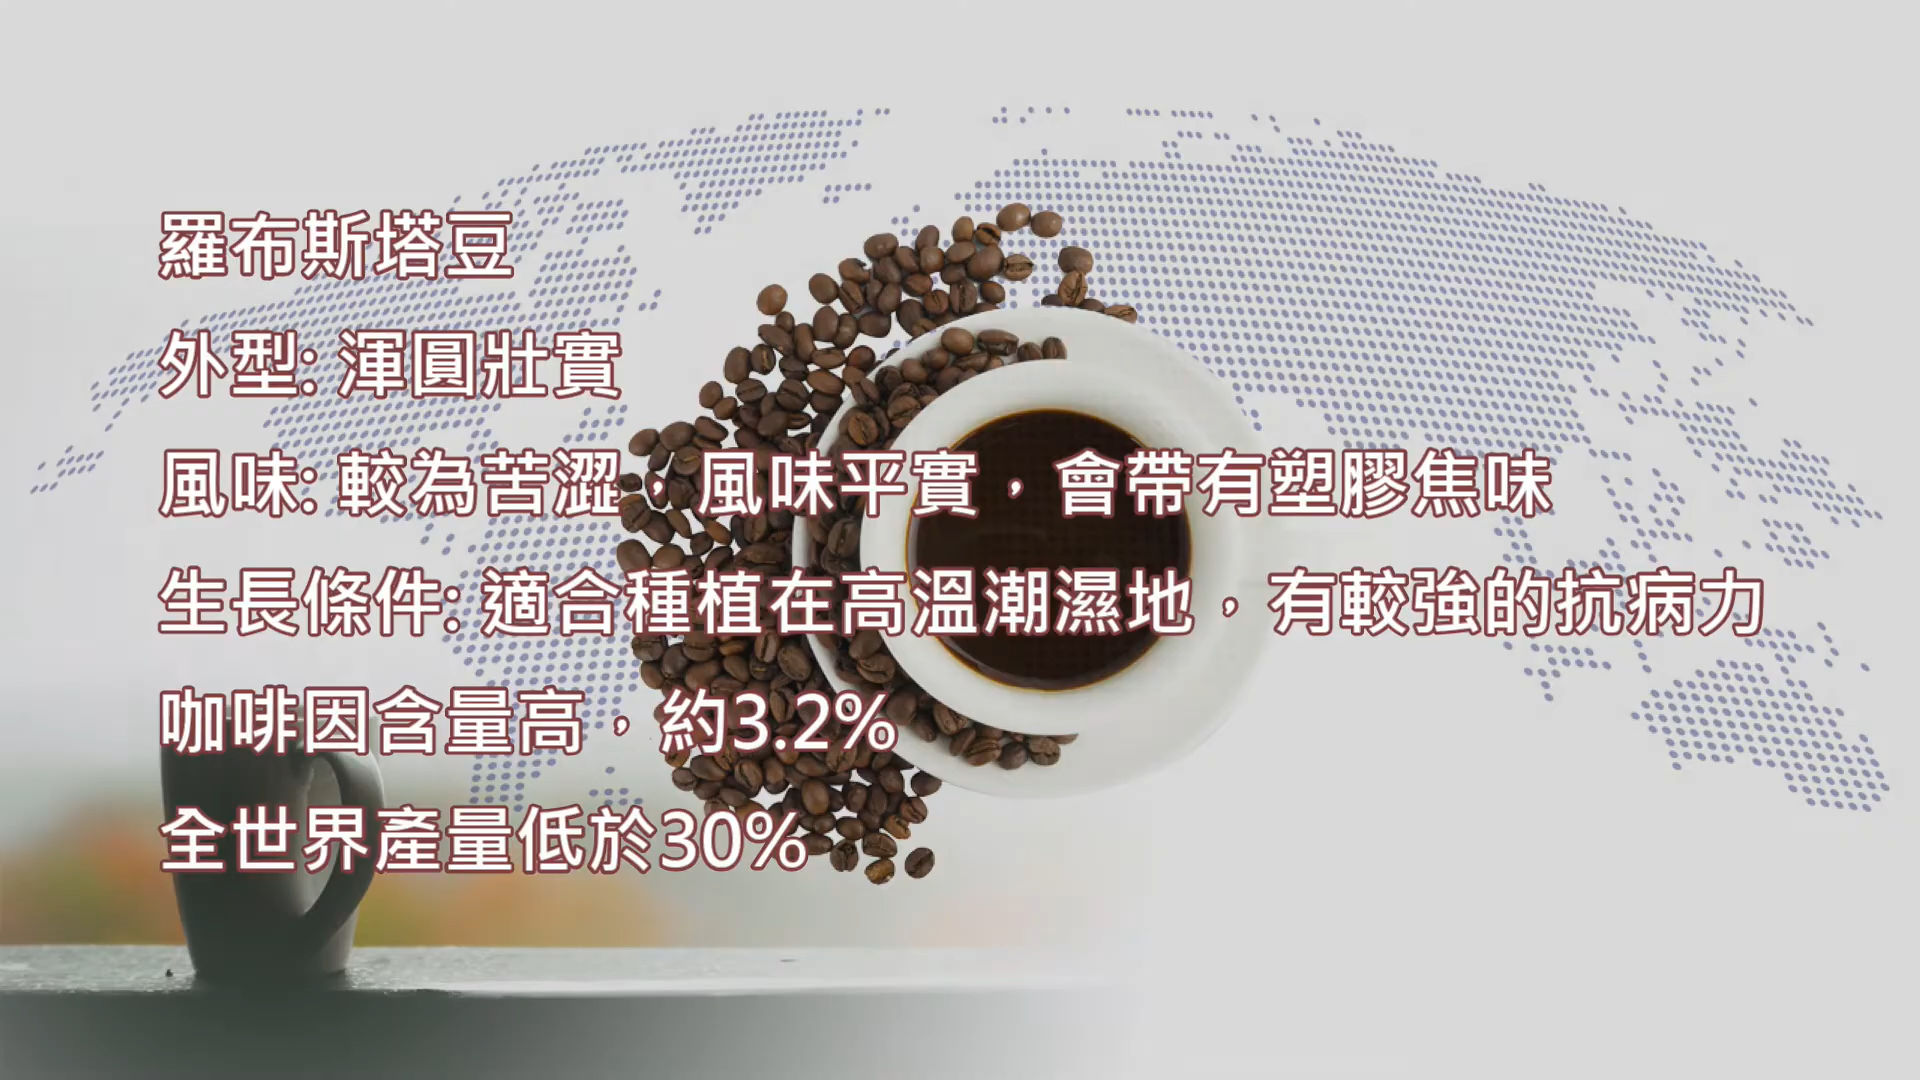 羅布斯塔豆
外型: 渾圓壯實
風味: 較為苦澀，風味平實，會帶有塑膠焦味
生長條件: 適合種植在高溫潮濕地，有較強的抗病力
咖啡因含量高，約3.2%
全世界產量低於30%